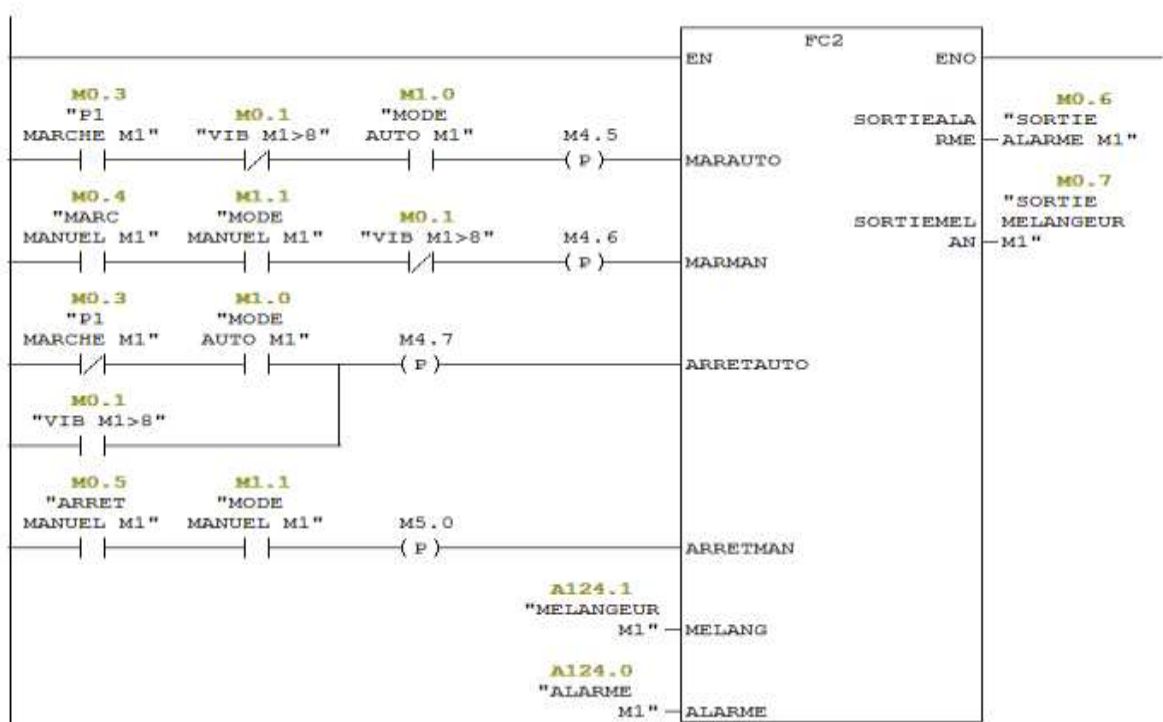 FC2
EN ENO
M0.3
"P1
MARCHE M1"
M0.1
"VIB M1>8"
M1.0
"MODE
AUTO M1"
M4.5
( P )
MARAUTO
SORTIEALA
RME
M0.6
"SORTIE
ALARME M1"
M0.4
"MARC
MANUEL M1"
M1.1
"MODE
MANUEL M1"
M0.1
"VIB M1>8"
M4.6
( P )
MARMAN
SORTIEMEL
AN
M0.7
"SORTIE
MELANGEUR
M1"
M0.3
"P1
MARCHE M1"
M1.0
"MODE
AUTO M1"
M4.7
( P )
ARRETAUTO
M0.1
"VIB M1>8"
M0.5
"ARRET
MANUEL M1"
M1.1
"MODE
MANUEL M1"
M5.0
( P )
ARRETMAN
A124.1
"MELANGEUR
M1"
MELANG
A124.0
"ALARME
M1"
ALARME